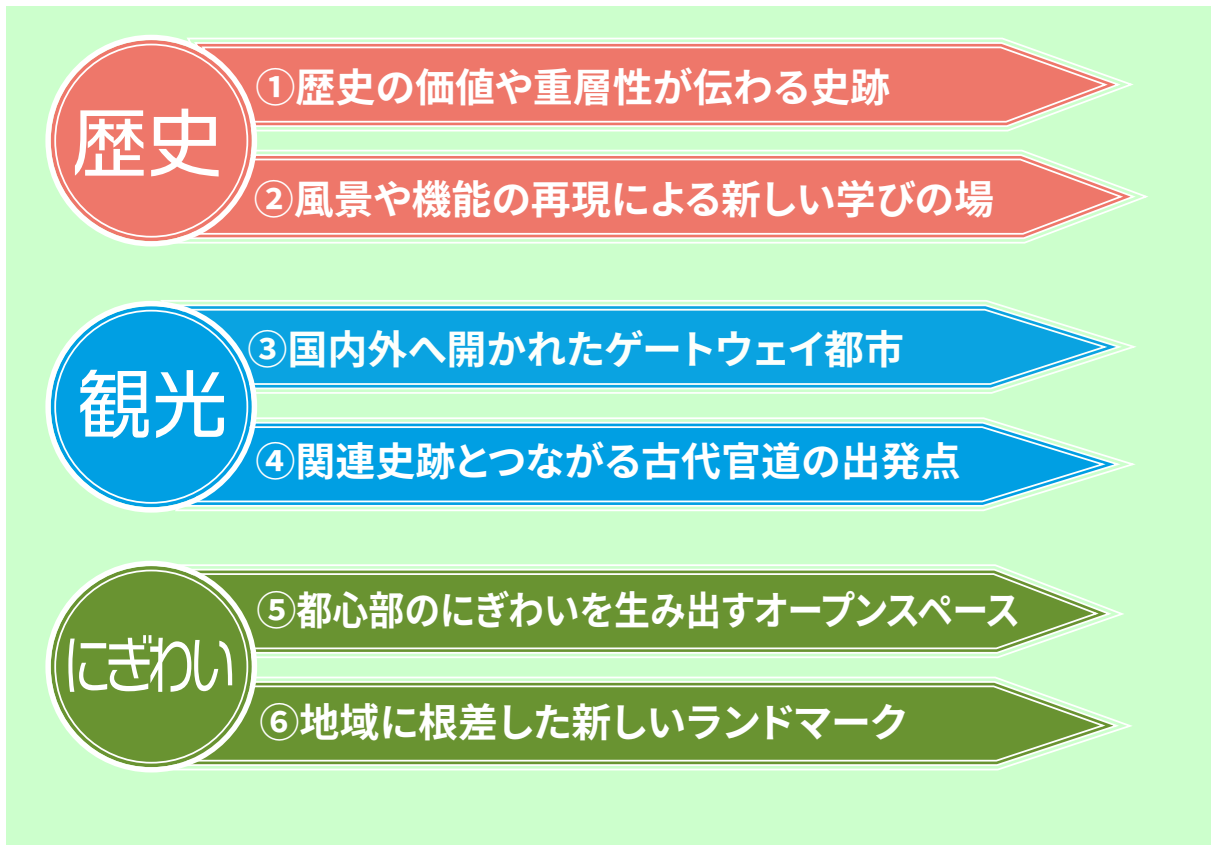 歴史
①歴史の価値や重層性が伝わる史跡
②風景や機能の再現による新しい学びの場
観光
③国内外へ開かれたゲートウェイ都市
④関連史跡とつながる古代官道の出発点
にぎわい
⑤都心部のにぎわいを生み出すオープンスペース
⑥地域に根差した新しいランドマーク